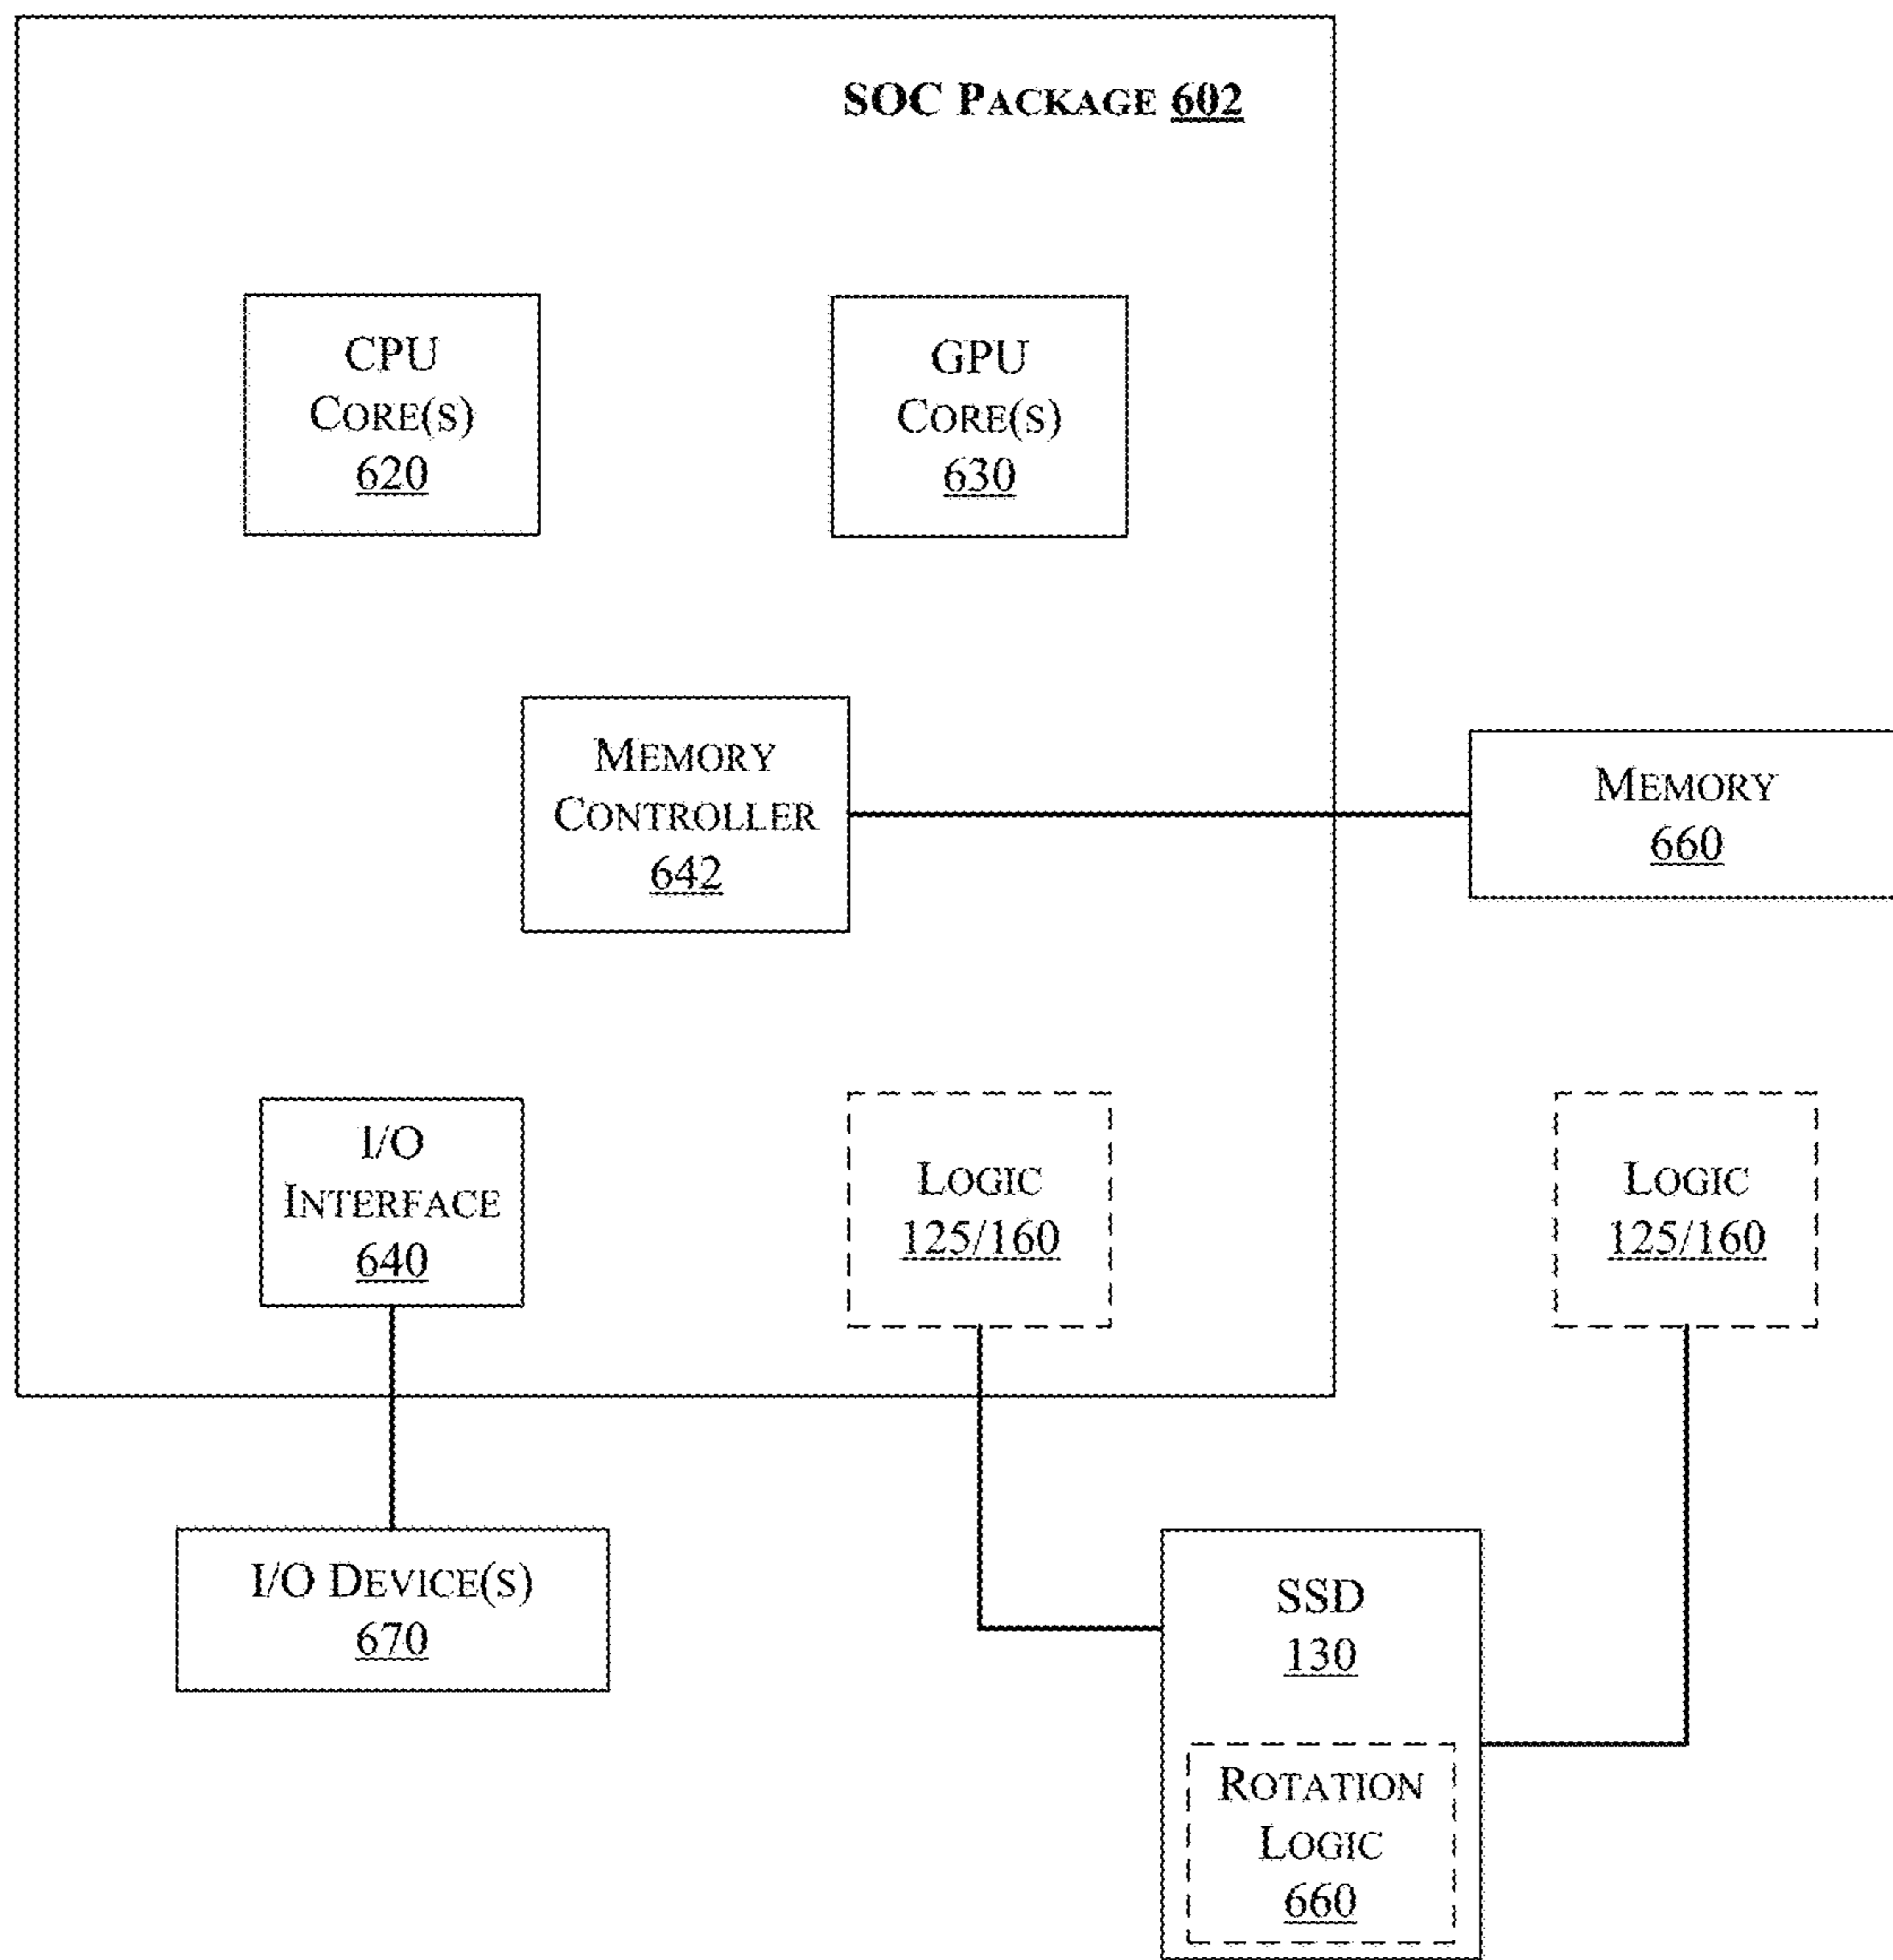 SOC PACKAGE 602
CPU
CORE(S)
620
GPU
CORE(S)
630
MEMORY
CONTROLLER
642
MEMORY
660
I/O
INTERFACE
640
LOGIC
125/160
LOGIC
125/160
I/O DEVICE(S)
670
SSD
130
ROTATION
LOGIC
660